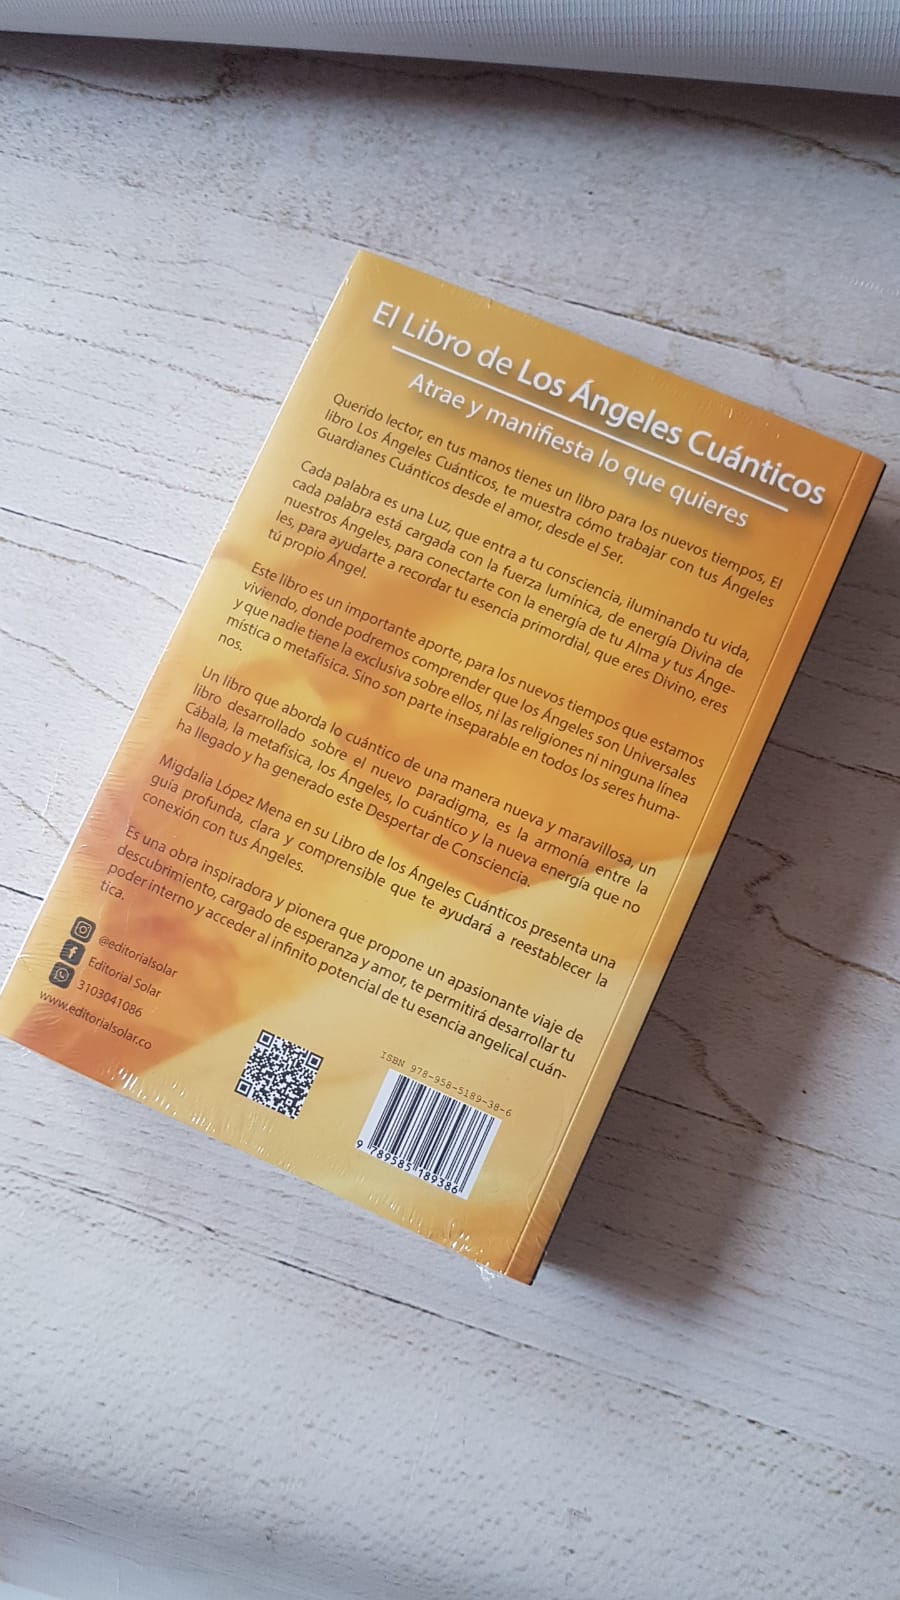 El Libro de Los Ángeles Cuánticos
Atrae y manifiesta lo que quieres
Querido lector, en tus manos tienes un libro para los nuevos tiempos, El
libro Los Ángeles Cuánticos, te muestra cómo trabajar con tus Ángeles
Guardianes Cuánticos desde el amor, desde el Ser.
Cada palabra es una Luz, que entra a tu consciencia, iluminando tu vida,
cada palabra está cargada con la fuerza lumínica, de energía Divina de
nuestros Ángeles, para conectarte con la energía de tu Alma y tus Ánge-
les, para ayudarte a recordar tu esencia primordial, que eres Divino, eres
tú propio Ángel.
Este libro es un importante aporte, para los nuevos tiempos que estamos
viviendo, donde podremos comprender que los Ángeles son Universales
y que nadie tiene la exclusiva sobre ellos, ni las religiones ni ninguna línea
mística o metafísica. Sino son parte inseparable en todos los seres huma-
nos.
Un libro que aborda lo cuántico de una manera nueva y maravillosa, un
libro desarrollado sobre el nuevo paradigma, es la armonía entre la
Cábala, la metafísica, los Ángeles, lo cuántico y la nueva energía que no
ha llegado y ha generado este Despertar de Consciencia.
Migdalia López Mena en su Libro de los Ángeles Cuánticos presenta una
guía profunda, clara y comprensible que te ayudará a reestablecer la
conexión con tus Ángeles.
Es una obra inspiradora y pionera que propone un apasionante viaje de
descubrimiento, cargado de esperanza y amor, te permitirá desarrollar tu
poder interno y acceder al infinito potencial de tu esencia angelical cuán-
tica.
@editorialsolar
Editorial Solar
3103041086
www.editorialsolar.co
ISBN 978-958-5189-38-6
9 789585 189386